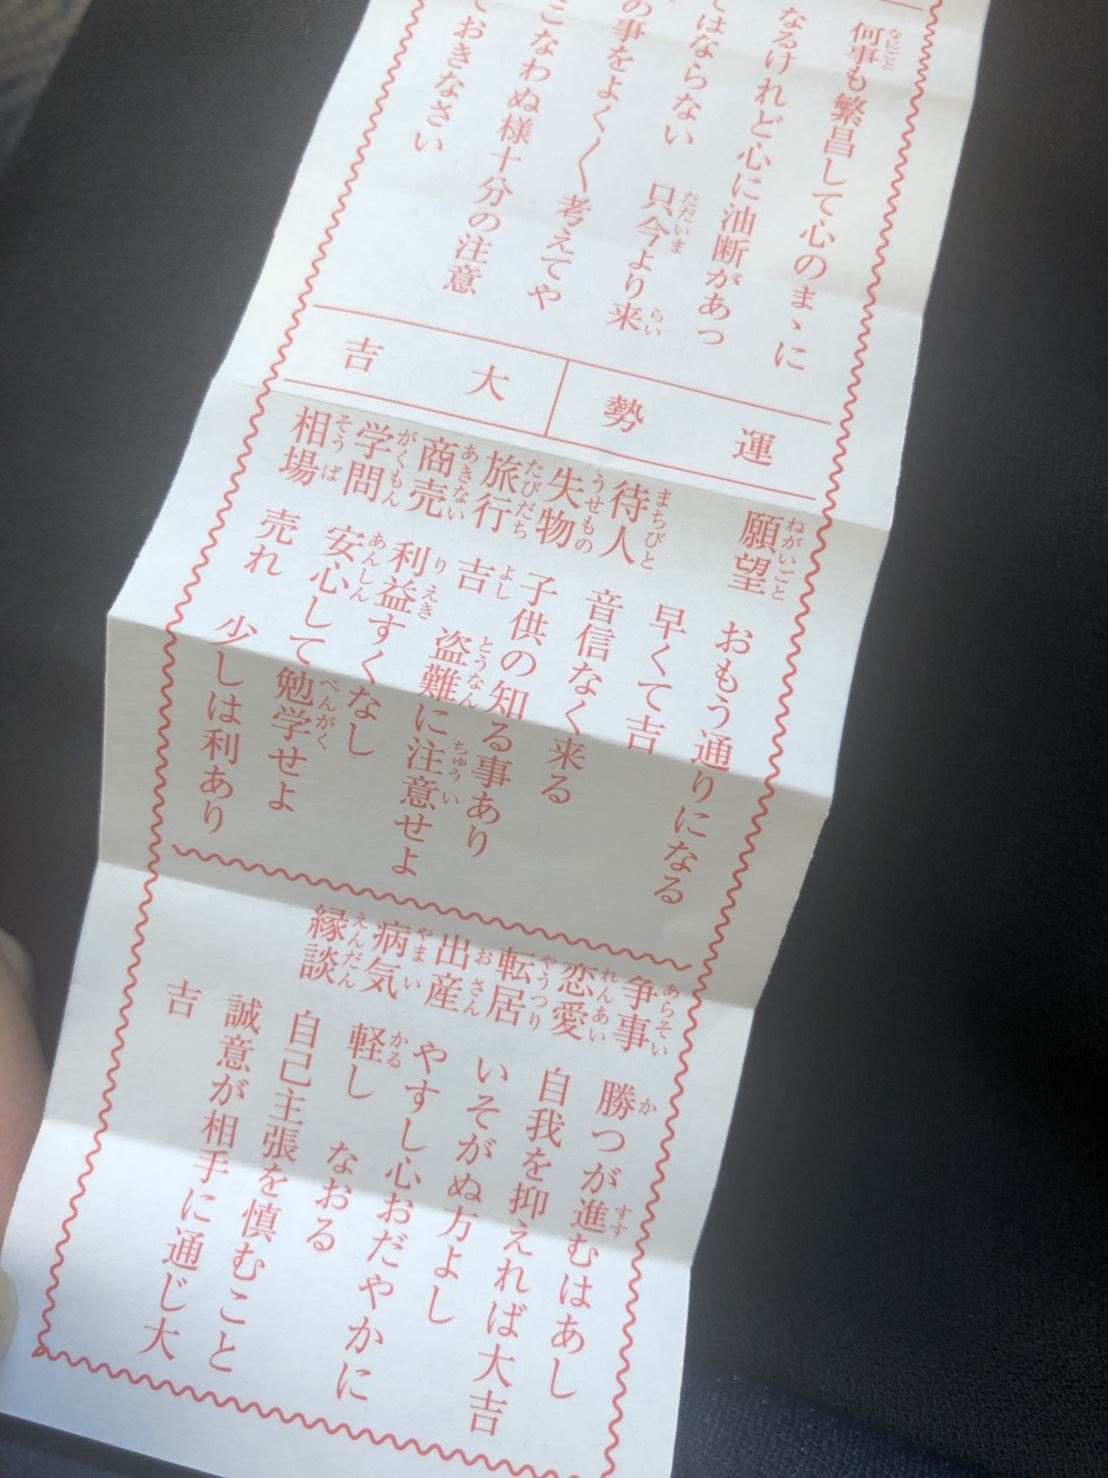 何事も繁昌して心のまゝに
なるけれど心に油断があっ
てはならない 只今より来
の事をよく〱考えてや
こなわぬ様十分の注意
ておきなさい
運勢 大吉
願望 おもう通りになる
早くて吉
待人 音信なく来る
失物 子供の知る事あり
旅行 吉 盗難に注意せよ
商売 利益すくなし
学問 安心して勉学せよ
相場 売れ 少しは利あり
争事 勝つが進むはあし
恋愛 自我を抑えれば大吉
転居 いそがぬ方よし
出産 やすし心おだやかに
病気 軽し なおる
縁談 自己主張を慎むこと
誠意が相手に通じ大
吉